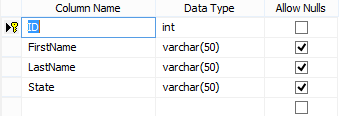 Column Name Data Type Allow Nulls
ID int
FirstName varchar(50)
LastName varchar(50)
State varchar(50)